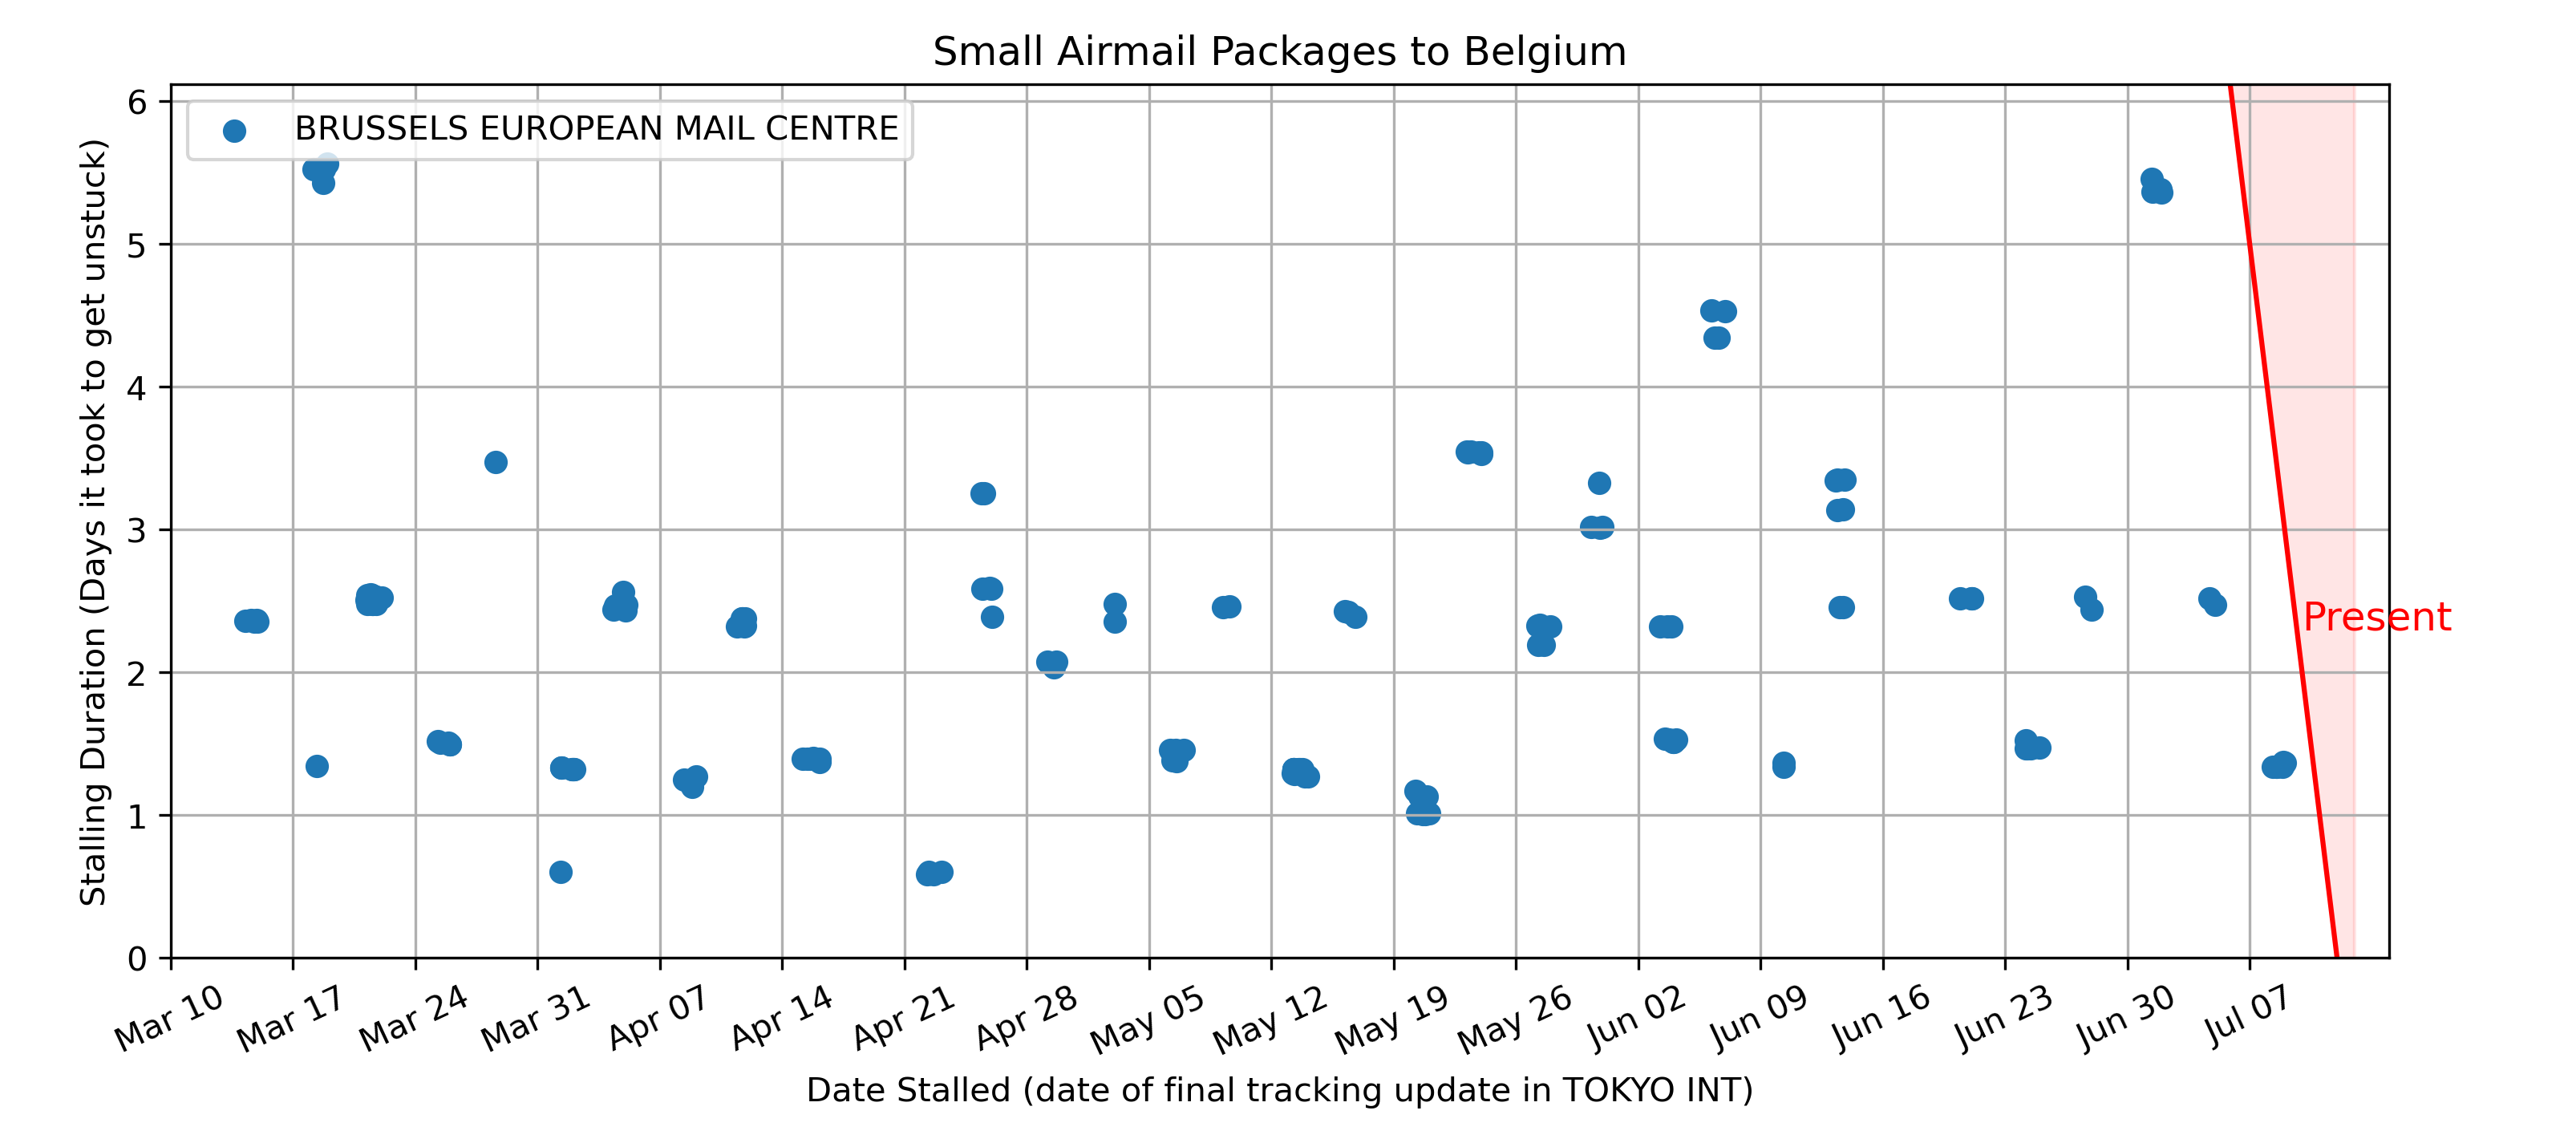 Small Airmail Packages to Belgium
BRUSSELS EUROPEAN MAIL CENTRE
Stalling Duration (Days it took to get unstuck)
6
5
4
3
2
1
0
Present
Mar 10
Mar 17
Mar 24
Mar 31
Apr 07
Apr 14
Apr 21
Apr 28
May 05
May 12
May 19
May 26
Jun 02
Jun 09
Jun 16
Jun 23
Jun 30
Jul 07
Date Stalled (date of final tracking update in TOKYO INT)